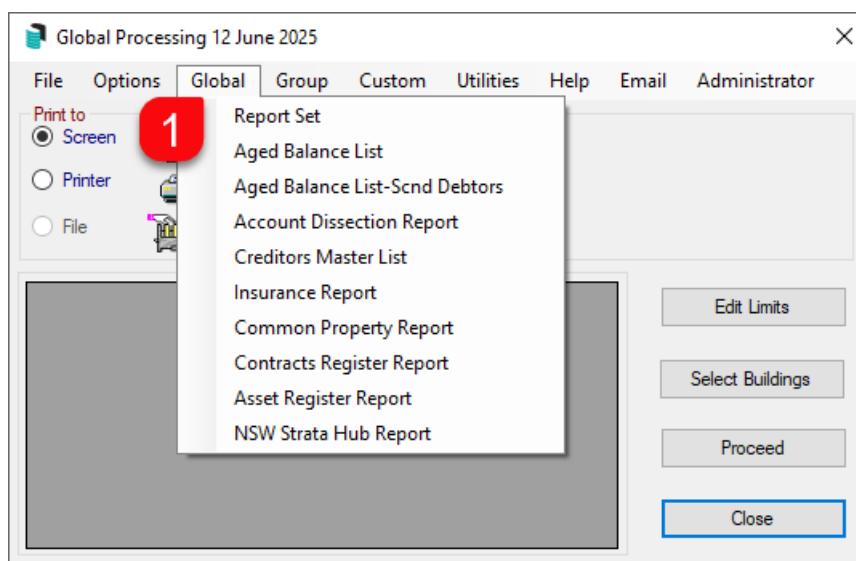 Global Processing 12 June 2025
File Options Global Group Custom Utilities Help Email Administrator
Print to
Screen
Printer
File
1
Report Set
Aged Balance List
Aged Balance List-Scnd Debtors
Account Dissection Report
Creditors Master List
Insurance Report
Common Property Report
Contracts Register Report
Asset Register Report
NSW Strata Hub Report
Edit Limits
Select Buildings
Proceed
Close